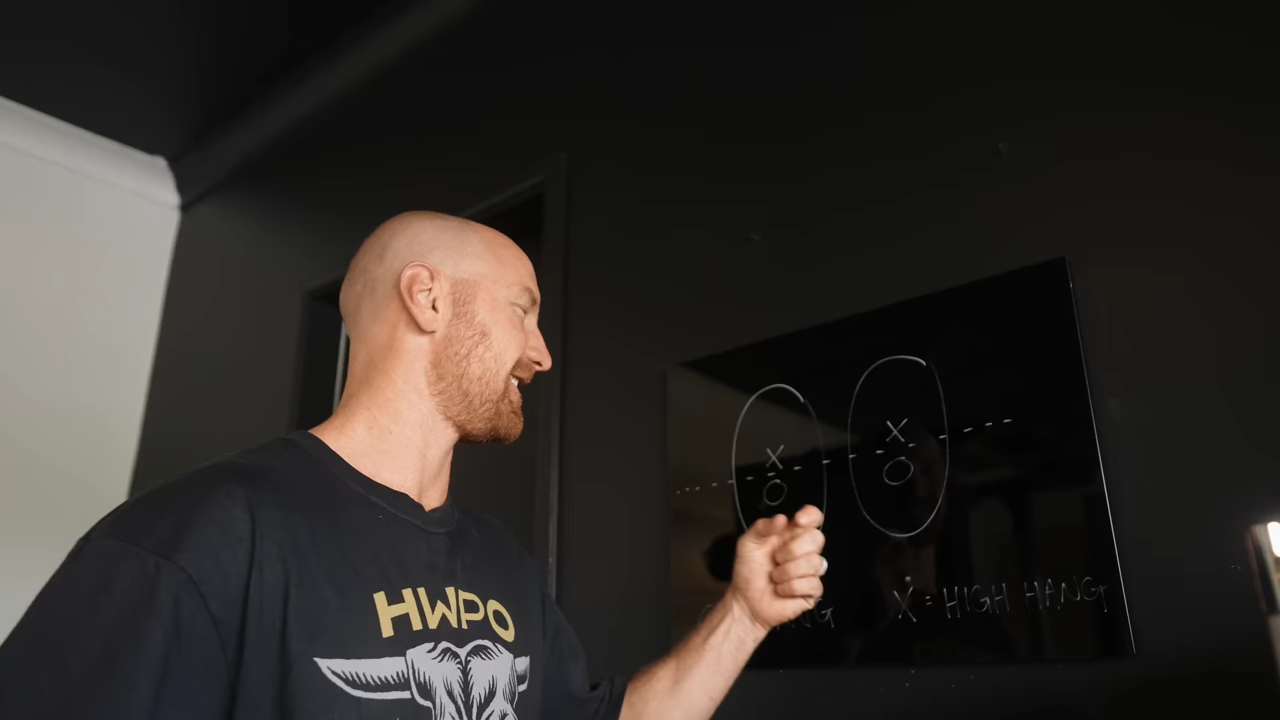 HWPO
X X
O O
X = HIGH HANG